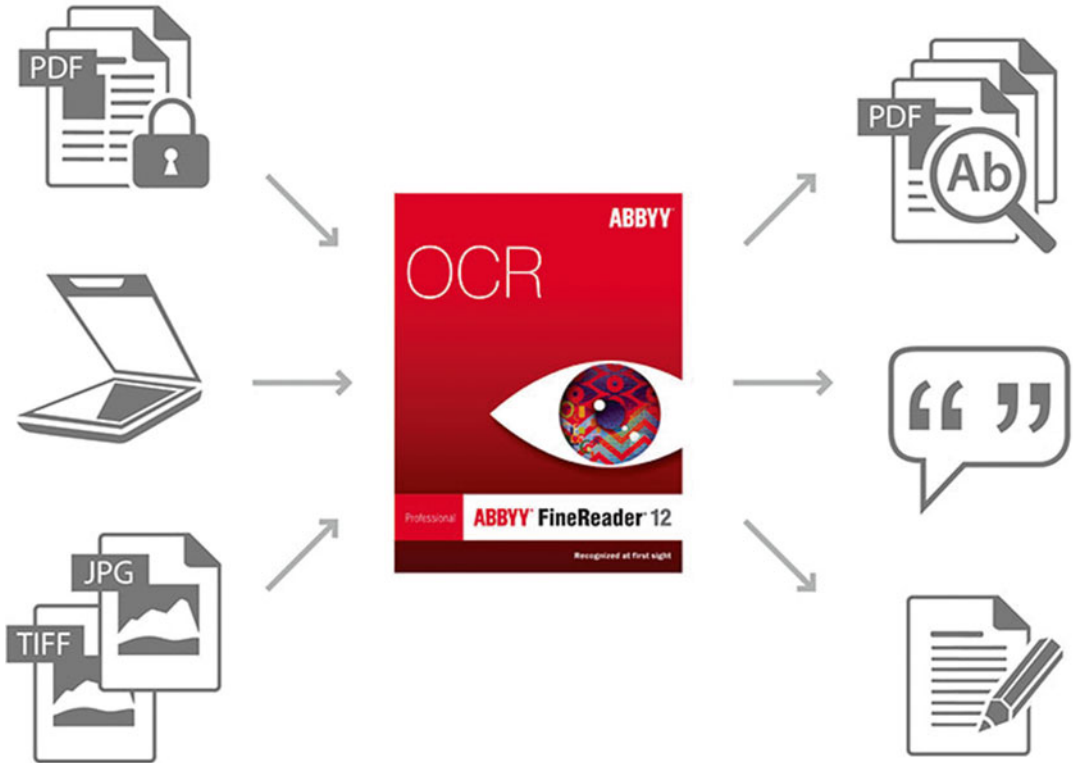 PDF
PDF
Ab
ABBYY
OCR
“ ”
Professional ABBYY FineReader 12
Recognized at first sight
JPG
TIFF